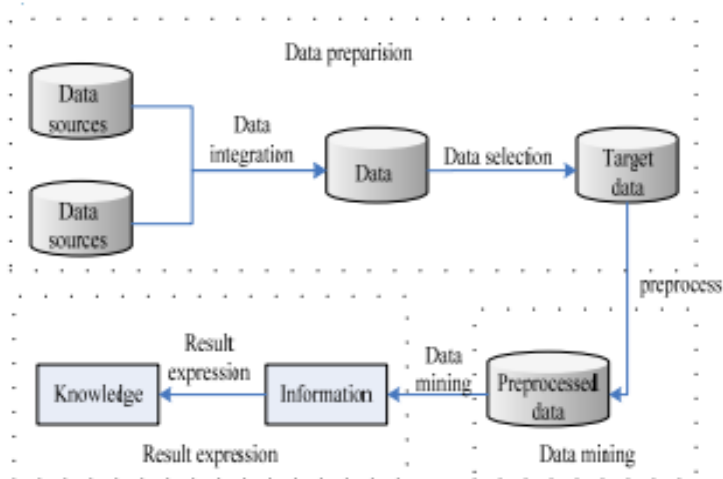 Data preparision
Data
sources
Data
integration
Data
Data selection
Target
data
Data
sources
preprocess
Result
expression
Data
mining
Knowledge
Information
Preprocessed
data
Result expression
Data mining